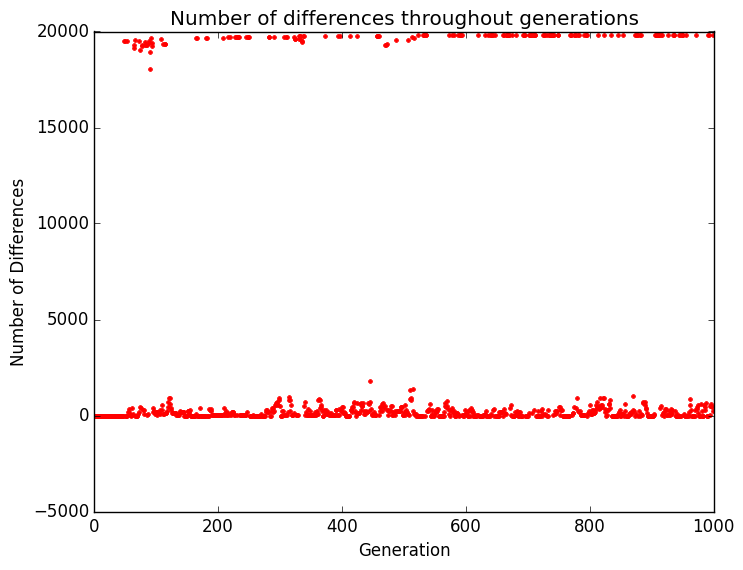 Number of differences throughout generations
20000
15000
10000
5000
0
−5000
Number of Differences
0 200 400 600 800 1000
Generation